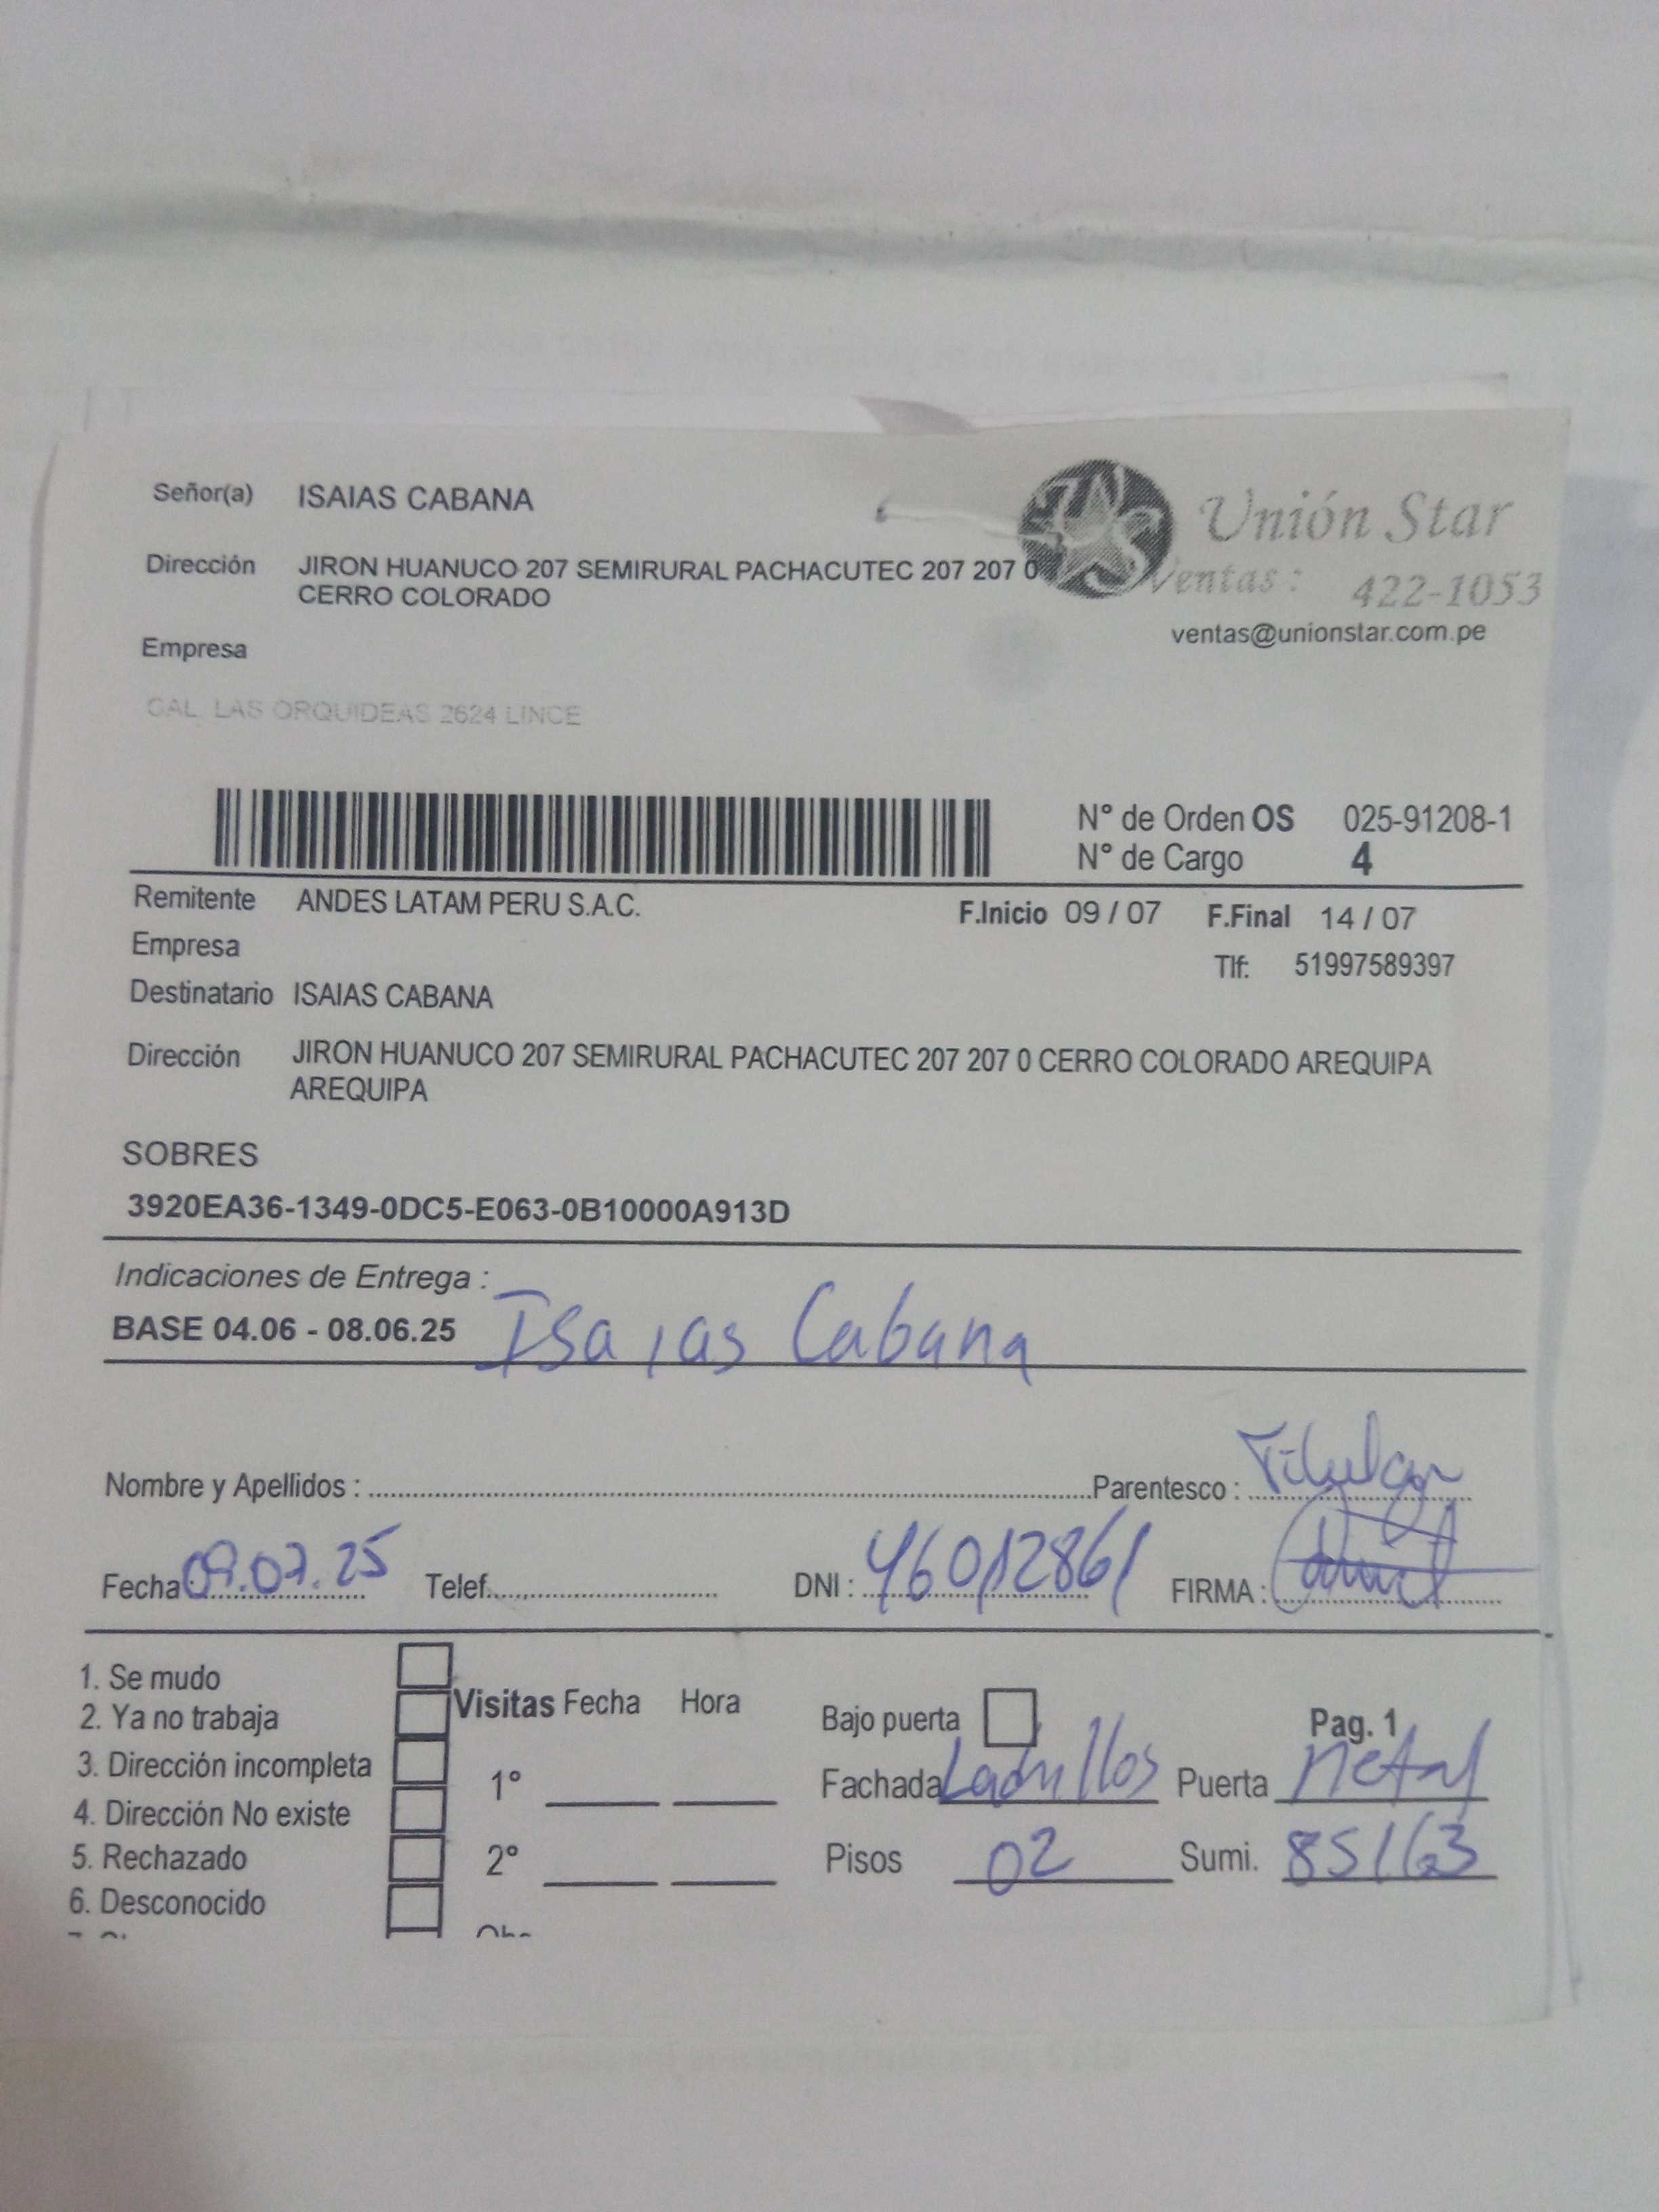 Señor(a) ISAIAS CABANA
Unión Star
Dirección JIRON HUANUCO 207 SEMIRURAL PACHACUTEC 207 207 0
CERRO COLORADO
Ventas : 422-1053
ventas@unionstar.com.pe
Empresa
CAL. LAS ORQUIDEAS 2624 LINCE
N° de Orden OS 025-91208-1
N° de Cargo 4
Remitente ANDES LATAM PERU S.A.C.
F.Inicio 09 / 07 F.Final 14 / 07
Empresa
Tlf: 51997589397
Destinatario ISAIAS CABANA
Dirección JIRON HUANUCO 207 SEMIRURAL PACHACUTEC 207 207 0 CERRO COLORADO AREQUIPA
AREQUIPA
SOBRES
3920EA36-1349-0DC5-E063-0B10000A913D
Indicaciones de Entrega :
BASE 04.06 - 08.06.25 Isaias Cabana
Nombre y Apellidos : Parentesco : Titular
Fecha 09.07.25 Telef. DNI : 46012861 FIRMA :
1. Se mudo
2. Ya no trabaja
3. Dirección incompleta
4. Dirección No existe
5. Rechazado
6. Desconocido
Visitas Fecha Hora
1°
2°
Bajo puerta Pag. 1
Fachada Ladrillos Puerta Metal
Pisos 02 Sumi. 85163